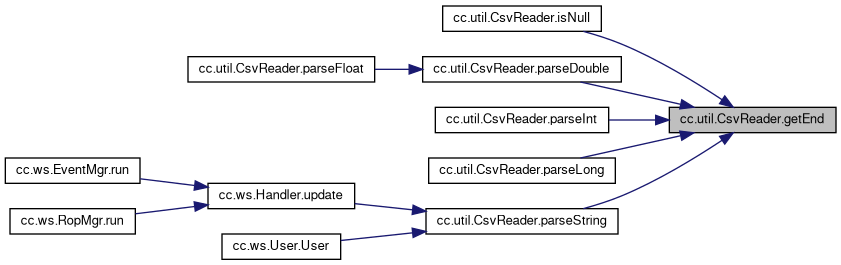 cc.util.CsvReader.isNull
cc.util.CsvReader.parseFloat
cc.util.CsvReader.parseDouble
cc.util.CsvReader.parseInt
cc.util.CsvReader.getEnd
cc.ws.EventMgr.run
cc.util.CsvReader.parseLong
cc.ws.Handler.update
cc.ws.RopMgr.run
cc.util.CsvReader.parseString
cc.ws.User.User